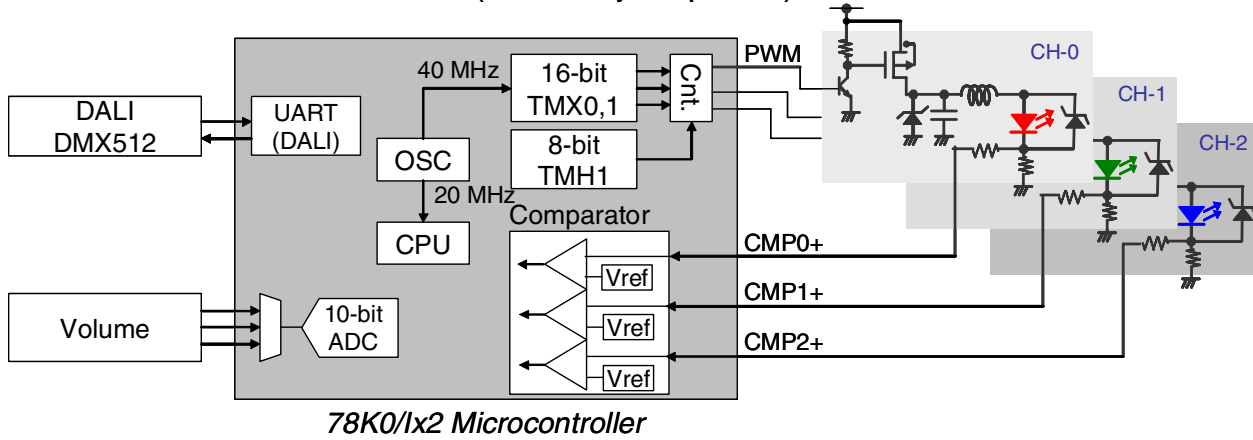 PWM
CH-0
40 MHz
16-bit
TMX0,1
Cnt.
CH-1
DALI
DMX512
UART
(DALI)
OSC
8-bit
TMH1
CH-2
20 MHz
CPU
Comparator
CMP0+
Vref
CMP1+
Vref
CMP2+
Vref
Volume
10-bit
ADC
78K0/Ix2 Microcontroller